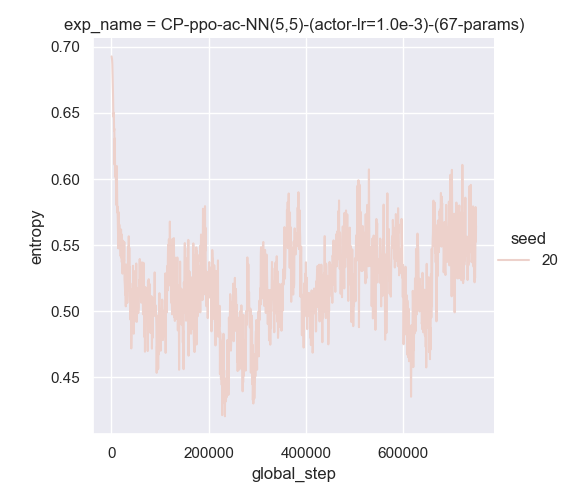 exp_name = CP-ppo-ac-NN(5,5)-(actor-lr=1.0e-3)-(67-params)
0.70
0.65
0.60
0.55
0.50
0.45
entropy
seed
20
0
200000
400000
600000
global_step